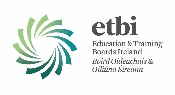 etbi
Education & Training
Boards Ireland
Boird Oideachais &
Oiliúna Éireann